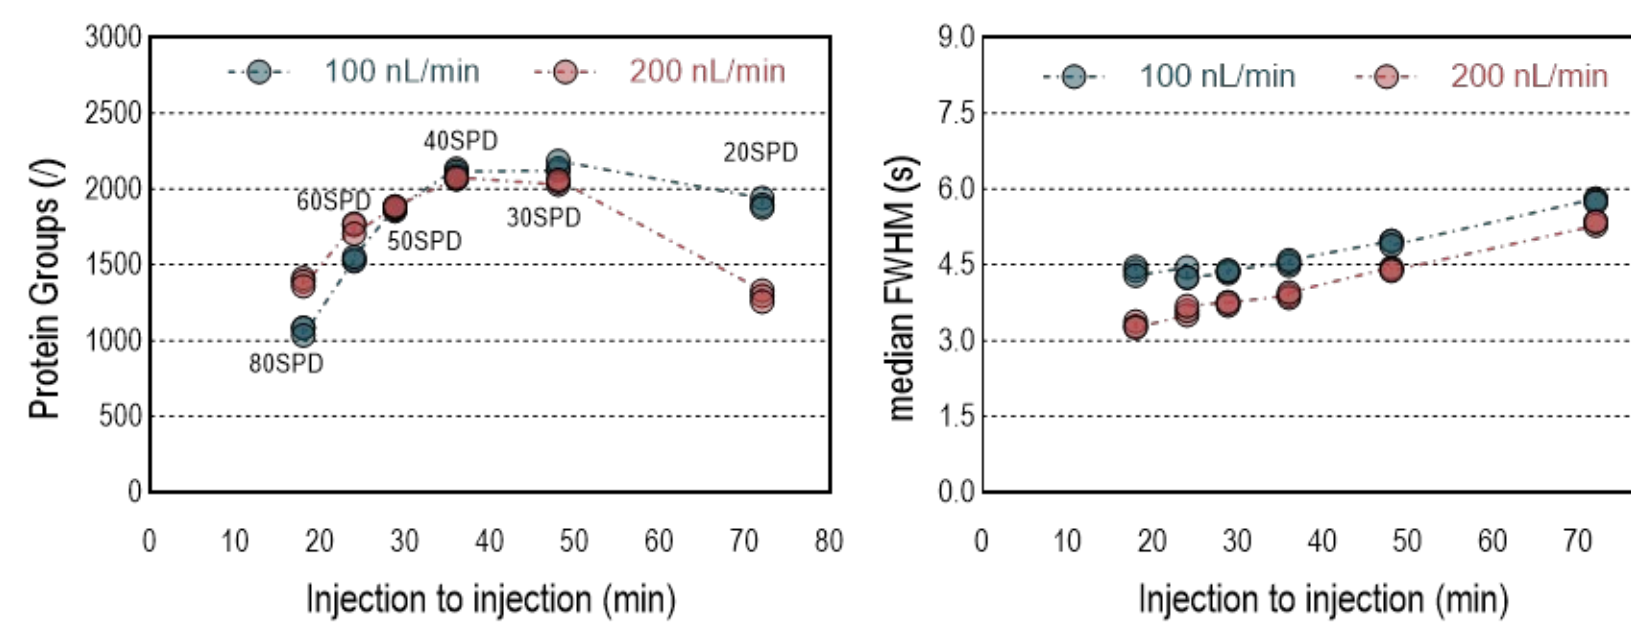 3000
2500
2000
1500
1000
500
0
Protein Groups (/)
100 nL/min
200 nL/min
40SPD
20SPD
60SPD
30SPD
50SPD
80SPD
0 10 20 30 40 50 60 70 80
Injection to injection (min)
9.0
7.5
6.0
4.5
3.0
1.5
0.0
median FWHM (s)
100 nL/min
200 nL/min
0 10 20 30 40 50 60 70
Injection to injection (min)